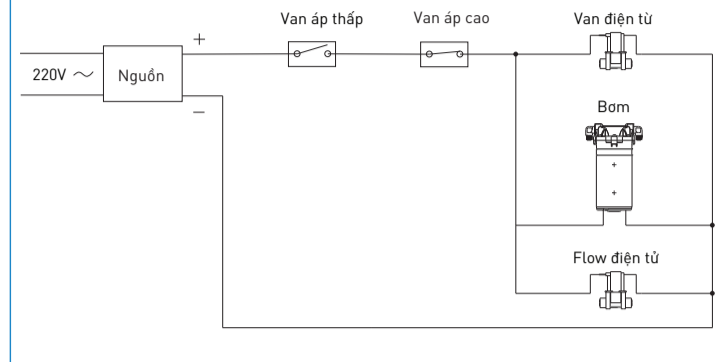 Van áp thấp
Van áp cao
Van điện từ
+
220V ~
Nguồn
−
Bơm
+
+
Flow điện tử